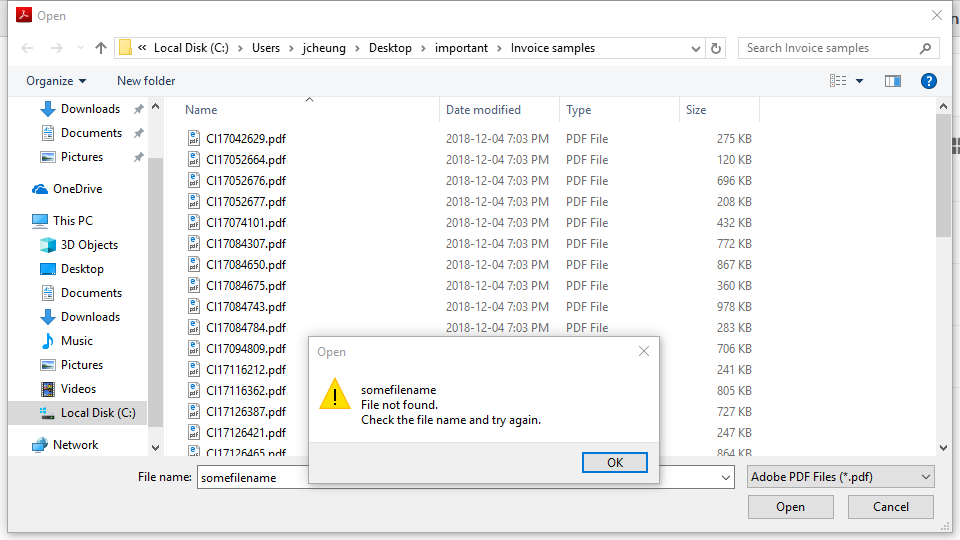 Open
« Local Disk (C:) › Users › jcheung › Desktop › important › Invoice samples
Search Invoice samples
Organize
New folder
?
Downloads
Documents
Pictures
OneDrive
This PC
3D Objects
Desktop
Documents
Downloads
Music
Pictures
Videos
Local Disk (C:)
Network
Name Date modified Type Size
CI17042629.pdf 2018-12-04 7:03 PM PDF File 275 KB
CI17052664.pdf 2018-12-04 7:03 PM PDF File 120 KB
CI17052676.pdf 2018-12-04 7:03 PM PDF File 696 KB
CI17052677.pdf 2018-12-04 7:03 PM PDF File 208 KB
CI17074101.pdf 2018-12-04 7:03 PM PDF File 432 KB
CI17084307.pdf 2018-12-04 7:03 PM PDF File 772 KB
CI17084650.pdf 2018-12-04 7:03 PM PDF File 867 KB
CI17084675.pdf 2018-12-04 7:03 PM PDF File 360 KB
CI17084743.pdf 2018-12-04 7:03 PM PDF File 978 KB
CI17084784.pdf 2018-12-04 7:03 PM PDF File 283 KB
CI17094809.pdf 706 KB
CI17116212.pdf 241 KB
CI17116362.pdf 805 KB
CI17126387.pdf 727 KB
CI17126421.pdf 247 KB
CI17126465.pdf 864 KB
Open
somefilename
File not found.
Check the file name and try again.
OK
File name: somefilename
Adobe PDF Files (*.pdf)
Open
Cancel